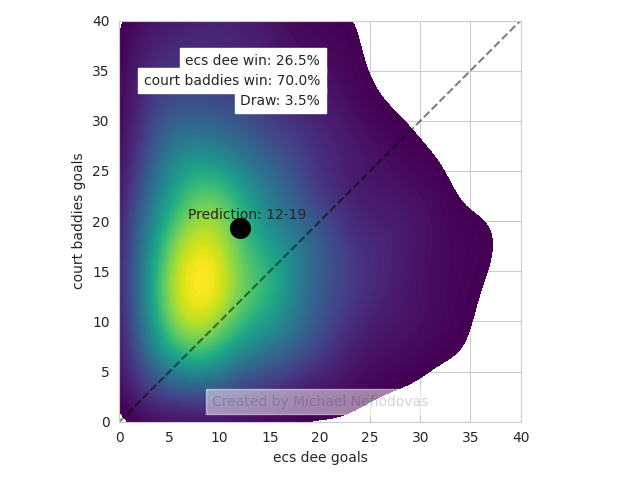 40
35
30
25
20
15
10
5
0
court baddies goals
ecs dee win: 26.5%
court baddies win: 70.0%
Draw: 3.5%
Prediction: 12-19
Created by Michael Nefiodovas
0 5 10 15 20 25 30 35 40
ecs dee goals